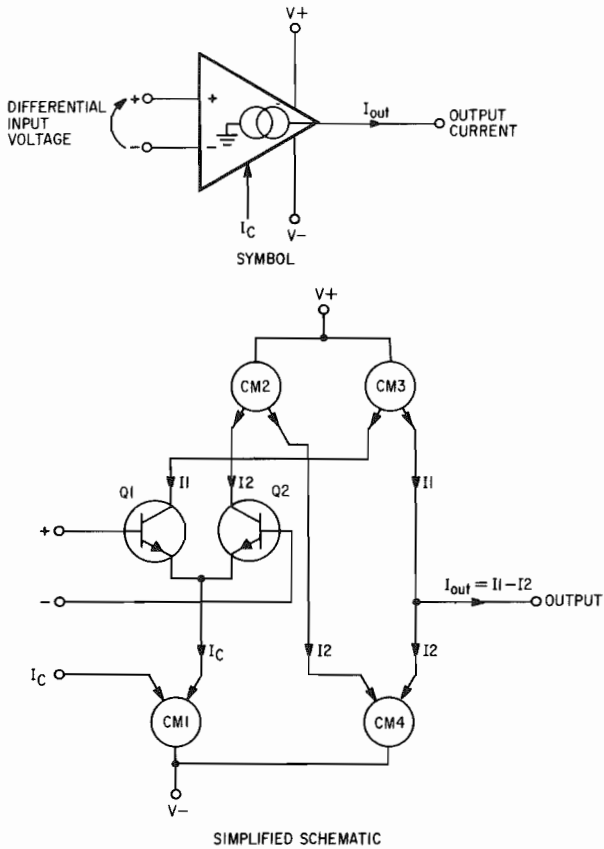 V+
+
+
DIFFERENTIAL
INPUT
VOLTAGE
-
-
Iout
OUTPUT
CURRENT
IC
V-
SYMBOL
V+
CM2
CM3
Q1
I1
I2
Q2
I1
+
-
Iout = I1-I2
OUTPUT
IC
I2
I2
IC
CM1
CM4
V-
SIMPLIFIED SCHEMATIC